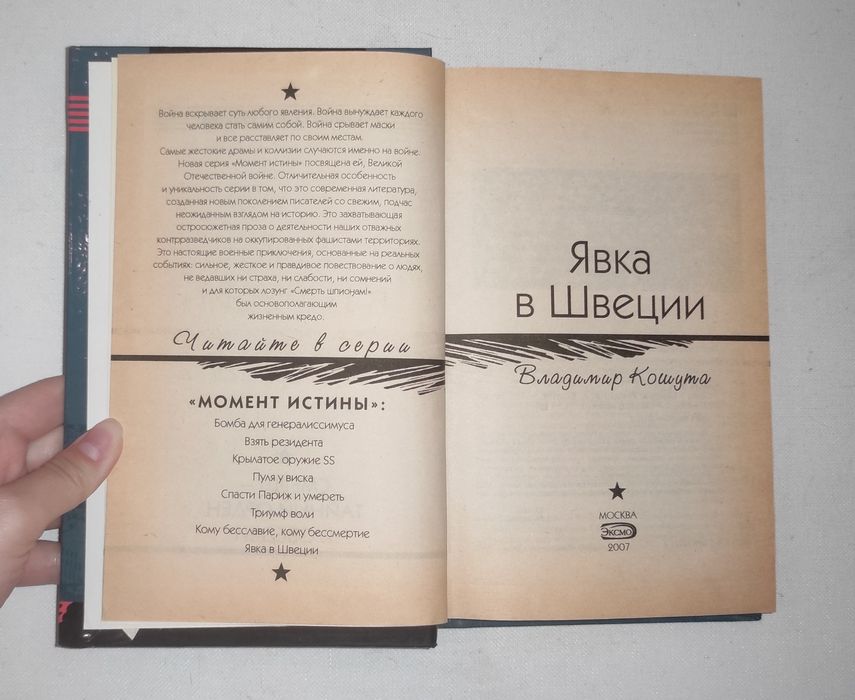 Война вскрывает суть любого явления. Война вынуждает каждого
человека стать самим собой. Война срывает маски
и все расставляет по своим местам.
Самые жестокие драмы и коллизии случаются именно на войне.
Новая серия «Момент истины» посвящена ей, Великой
Отечественной войне. Отличительная особенность
и уникальность серии в том, что это современная литература,
созданная новым поколением писателей со свежим, подчас
неожиданным взглядом на историю. Это захватывающая
остросюжетная проза о деятельности наших отважных
контрразведчиков на оккупированных фашистами территориях.
Это настоящие военные приключения, основанные на реальных
событиях: сильное, жесткое и правдивое повествование о людях,
не ведавших ни страха, ни слабости, ни сомнений
и для которых лозунг «Смерть шпионам!»
был основополагающим
жизненным кредо.
Читайте в серии
«МОМЕНТ ИСТИНЫ»:
Бомба для генералиссимуса
Взять резидента
Крылатое оружие SS
Пуля у виска
Спасти Париж и умереть
Триумф воли
Кому бесславие, кому бессмертие
Явка в Швеции
Явка
в Швеции
Владимир Кошута
МОСКВА
Эксмо
2007